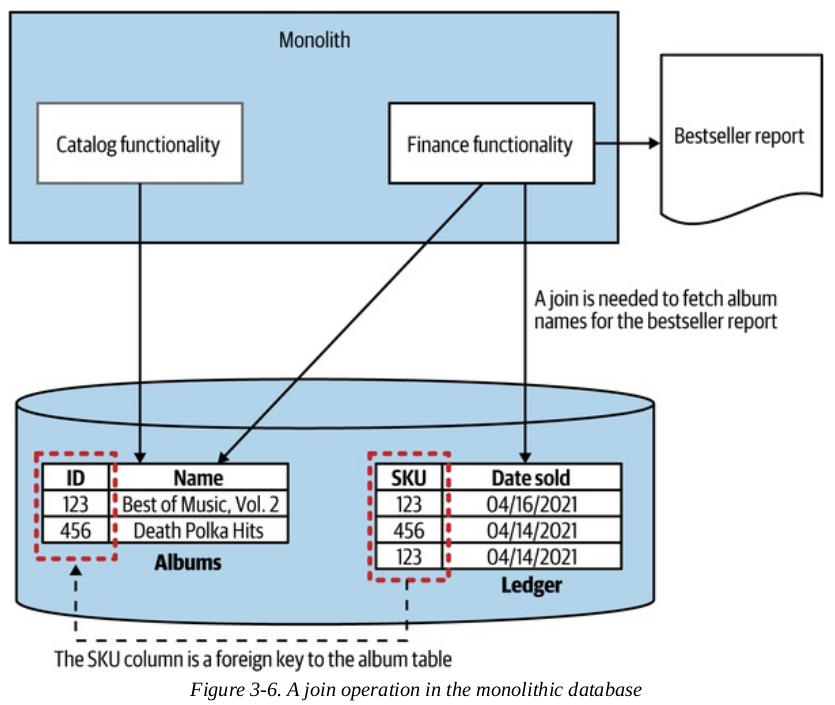 Monolith
Catalog functionality
Finance functionality
Bestseller report
A join is needed to fetch album
names for the bestseller report
ID Name
123 Best of Music, Vol. 2
456 Death Polka Hits
Albums
SKU Date sold
123 04/16/2021
456 04/14/2021
123 04/14/2021
Ledger
The SKU column is a foreign key to the album table
Figure 3-6. A join operation in the monolithic database